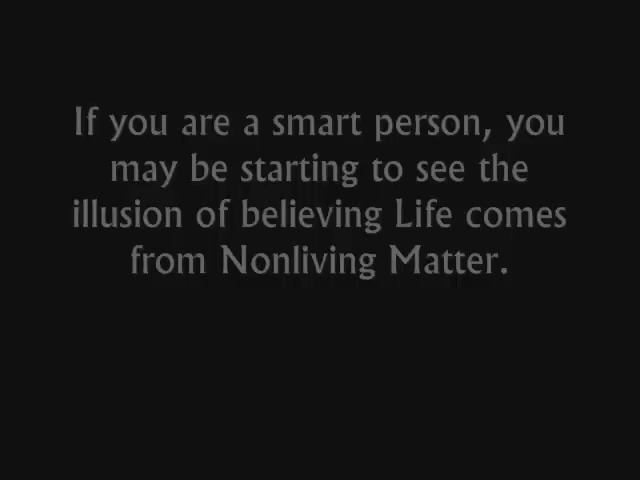 If you are a smart person, you
may be starting to see the
illusion of believing Life comes
from Nonliving Matter.